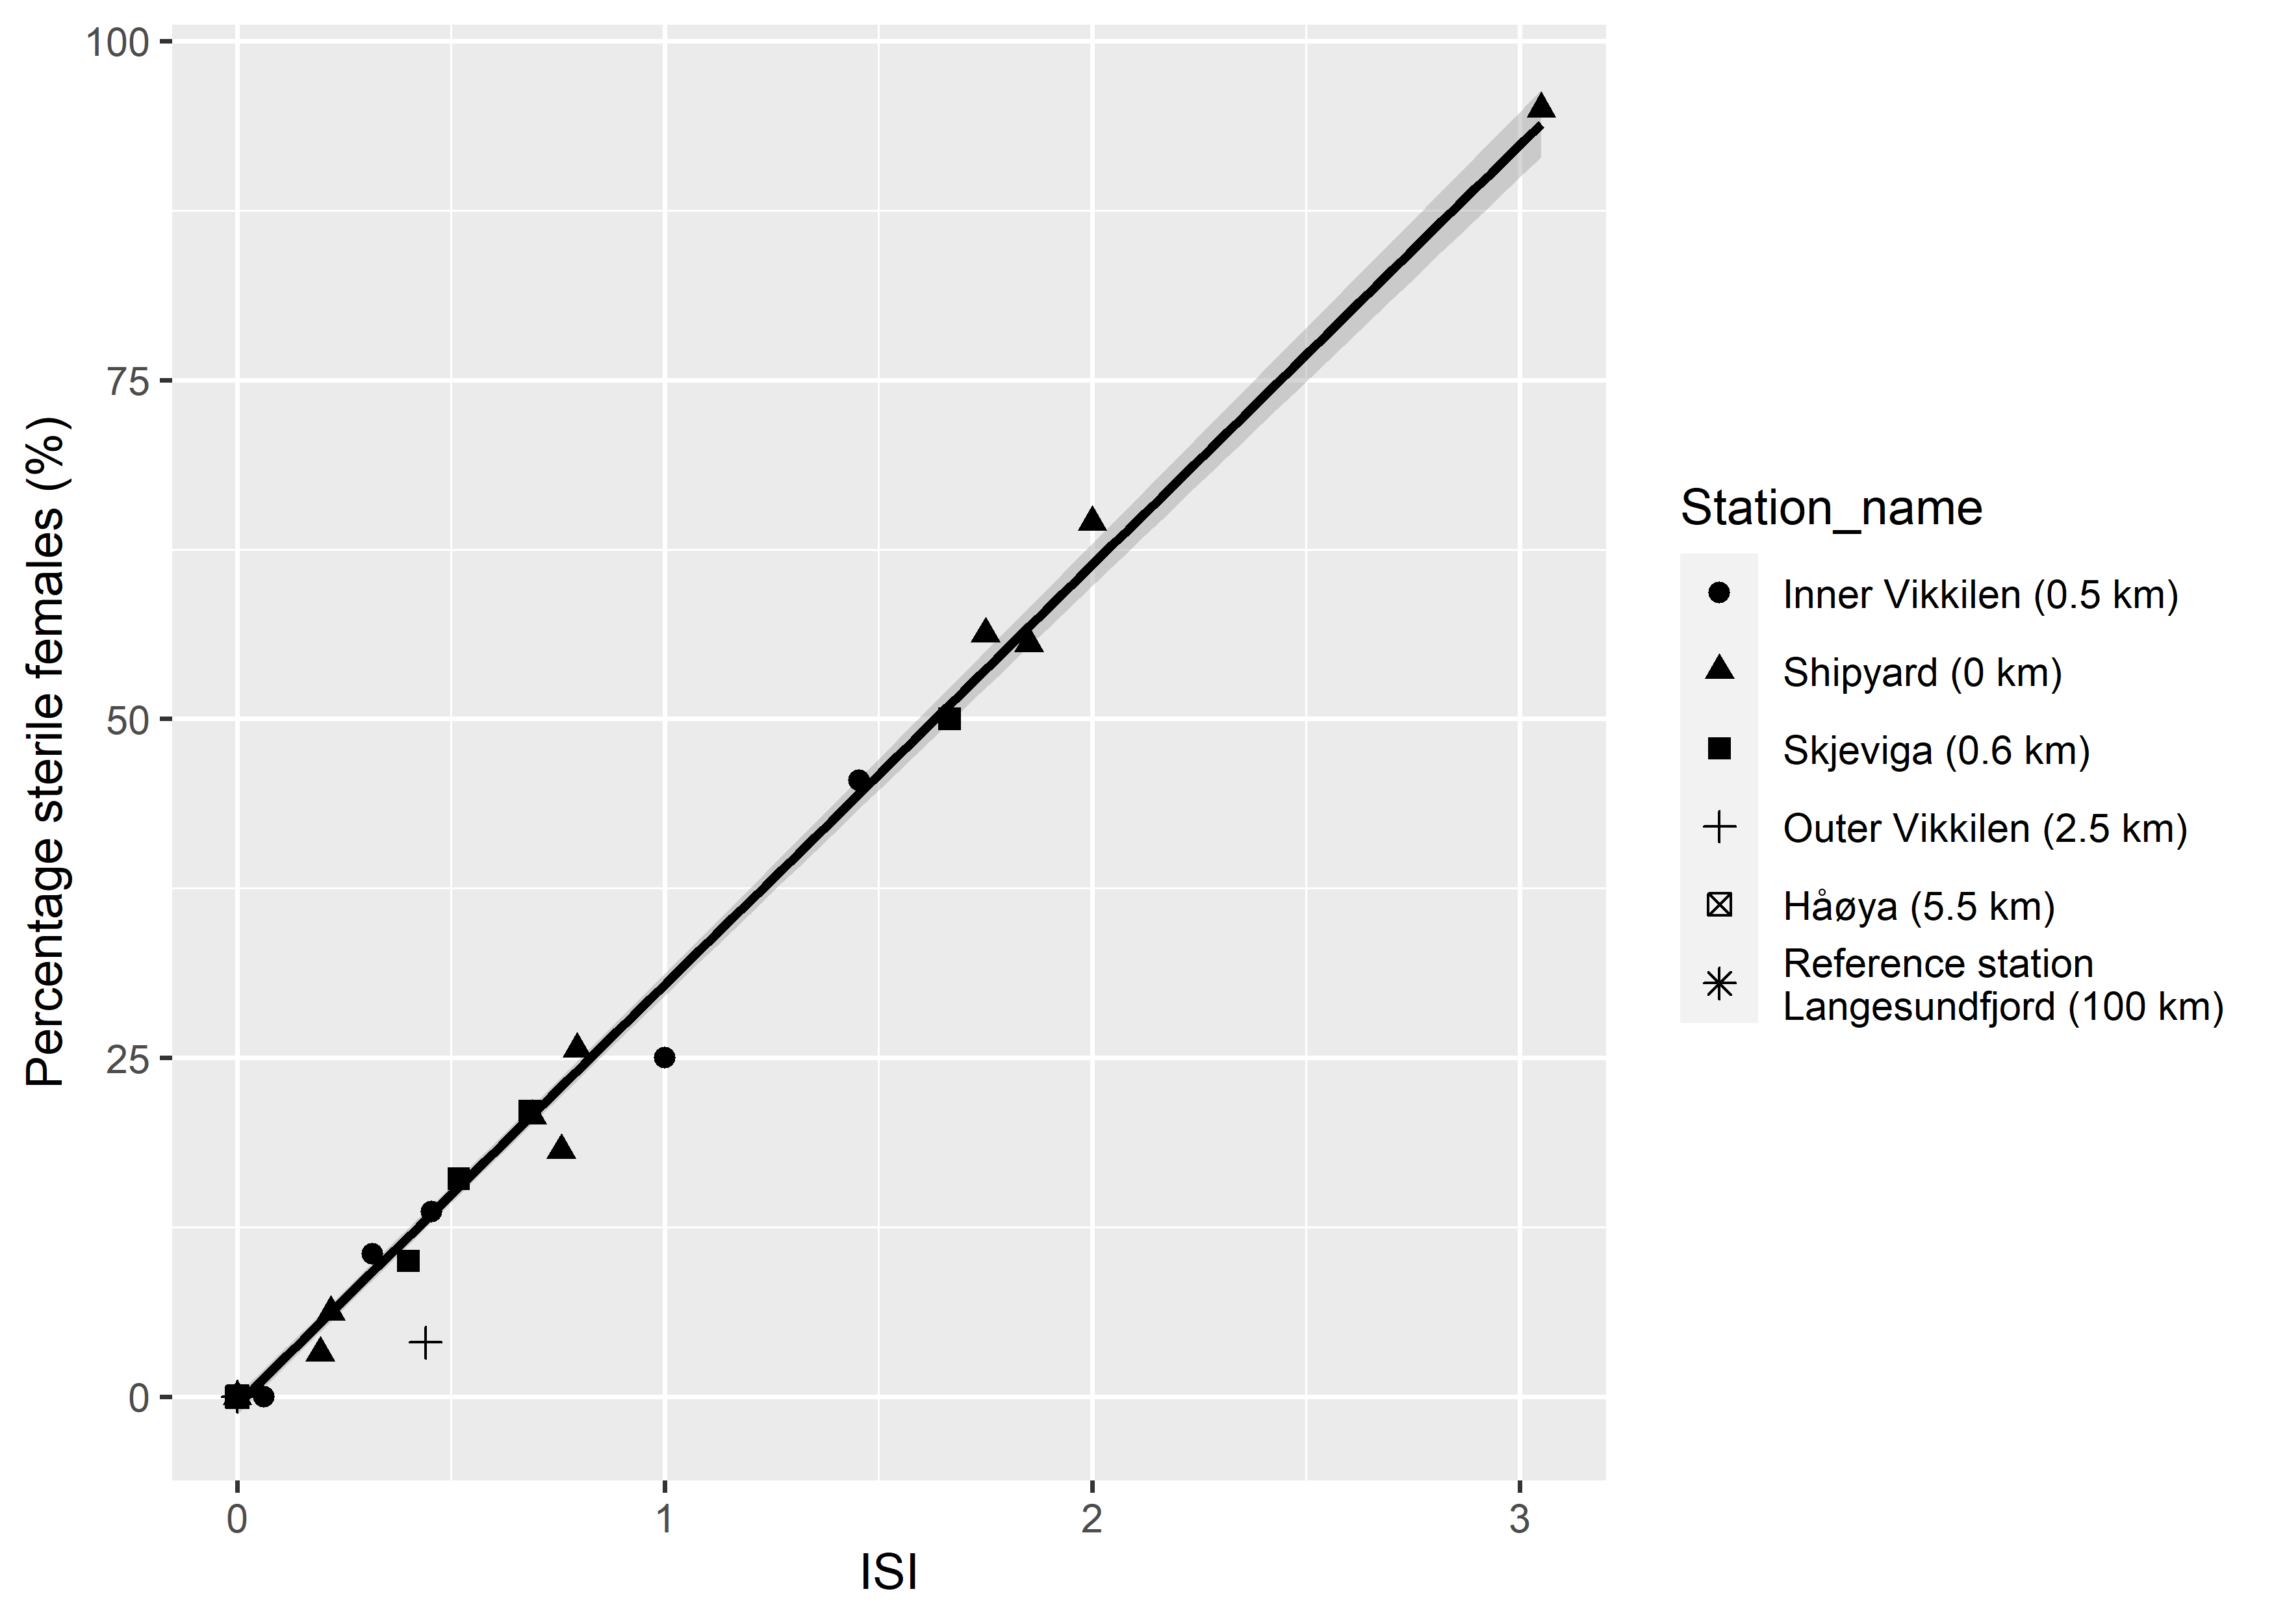 Percentage sterile females (%)
100
75
50
25
0
0
1
2
3
ISI
Station_name
Inner Vikkilen (0.5 km)
Shipyard (0 km)
Skjeviga (0.6 km)
Outer Vikkilen (2.5 km)
Håøya (5.5 km)
Reference station
Langesundfjord (100 km)